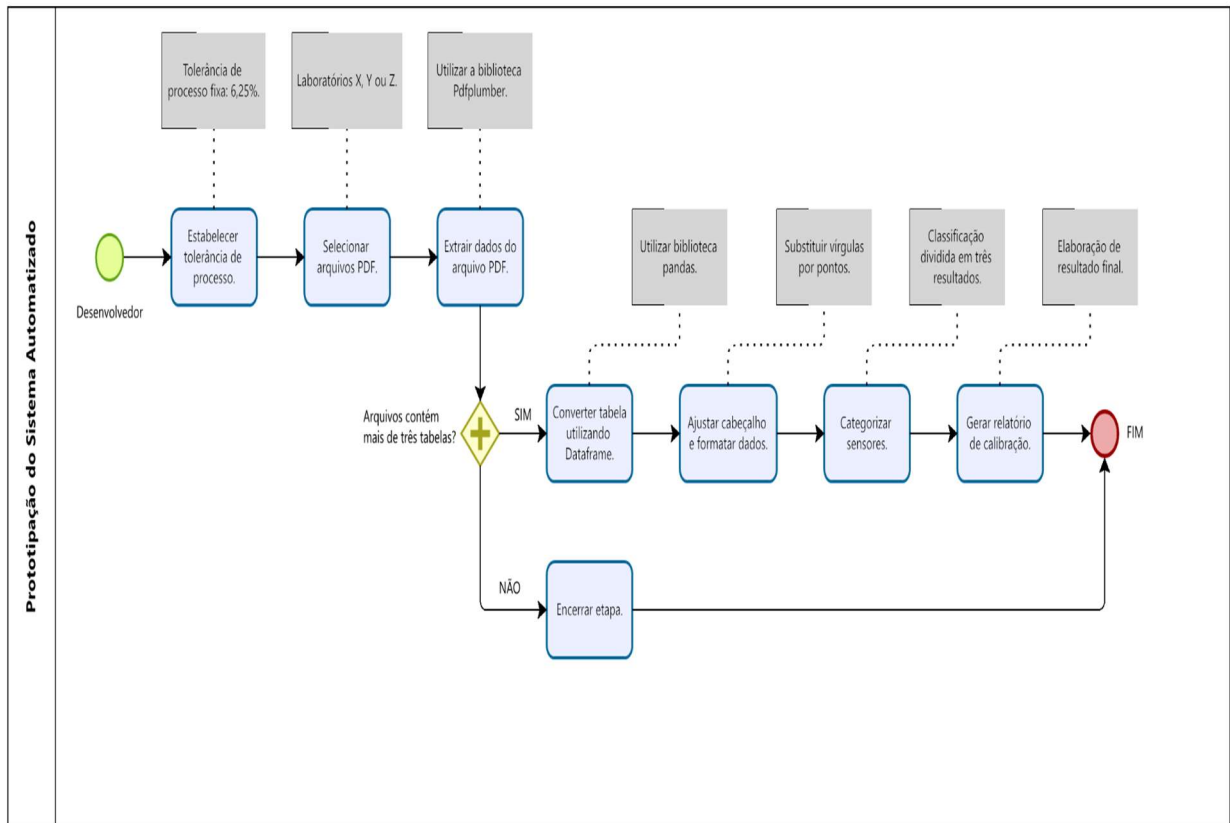 Prototipação do Sistema Automatizado
Tolerância de
processo fixa: 6,25%.
Laboratórios X, Y ou Z.
Utilizar a biblioteca
Pdfplumber.
Desenvolvedor
Estabelecer
tolerância de
processo.
Selecionar
arquivos PDF.
Extrair dados do
arquivo PDF.
Utilizar biblioteca
pandas.
Substituir vírgulas
por pontos.
Classificação
dividida em três
resultados.
Elaboração de
resultado final.
Arquivos contém
mais de três tabelas?
SIM
Converter tabela
utilizando
Dataframe.
Ajustar cabeçalho
e formatar dados.
Categorizar
sensores.
Gerar relatório
de calibração.
FIM
NÃO
Encerrar etapa.